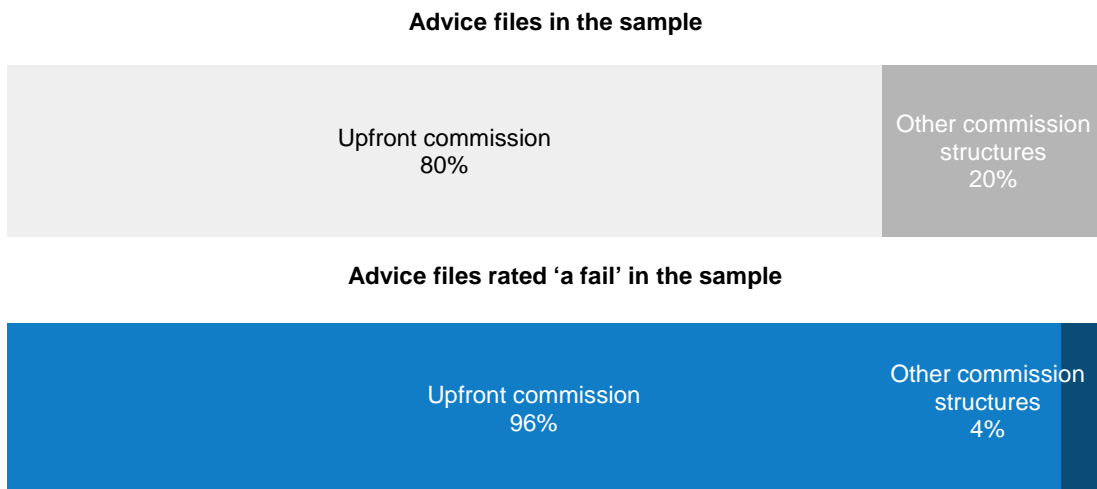 Advice files in the sample
Upfront commission
80%
Other commission
structures
20%
Advice files rated ‘a fail’ in the sample
Upfront commission
96%
Other commission
structures
4%